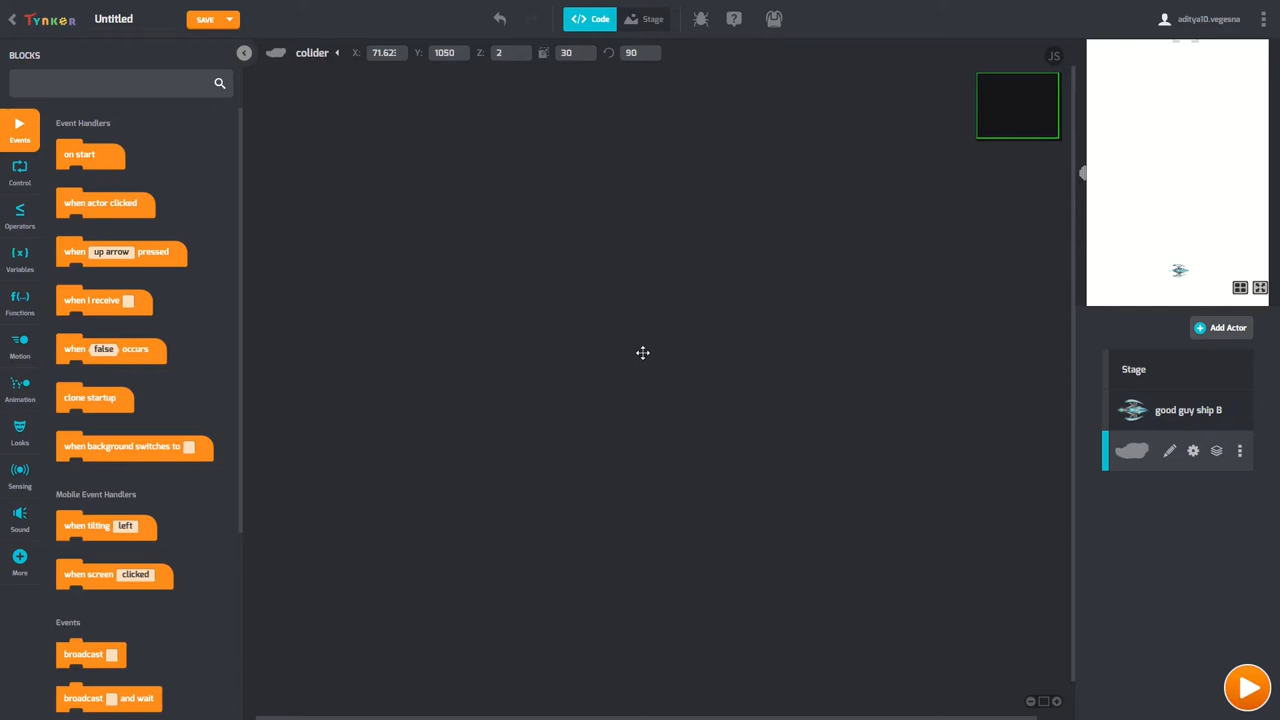 TYNKER Untitled SAVE </> Code Stage aditya10.vegesna
BLOCKS colider X: 71.62 Y: 1050 Z: 2 30 90 JS
Events
Control
Operators
Variables
Functions
Motion
Animation
Looks
Sensing
Sound
More
Event Handlers
on start
when actor clicked
when up arrow pressed
when I receive
when false occurs
clone startup
when background switches to
Mobile Event Handlers
when tilting left
when screen clicked
Events
broadcast
broadcast and wait
Add Actor
Stage
good guy ship B